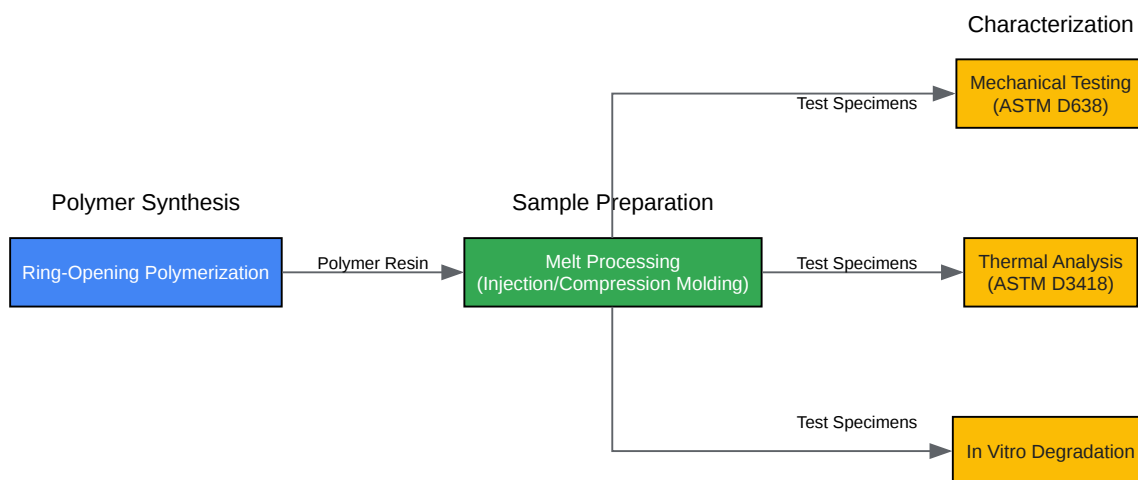 Characterization
Mechanical Testing
(ASTM D638)
Test Specimens
Polymer Synthesis
Sample Preparation
Ring-Opening Polymerization
Polymer Resin
Melt Processing
(Injection/Compression Molding)
Test Specimens
Thermal Analysis
(ASTM D3418)
Test Specimens
In Vitro Degradation